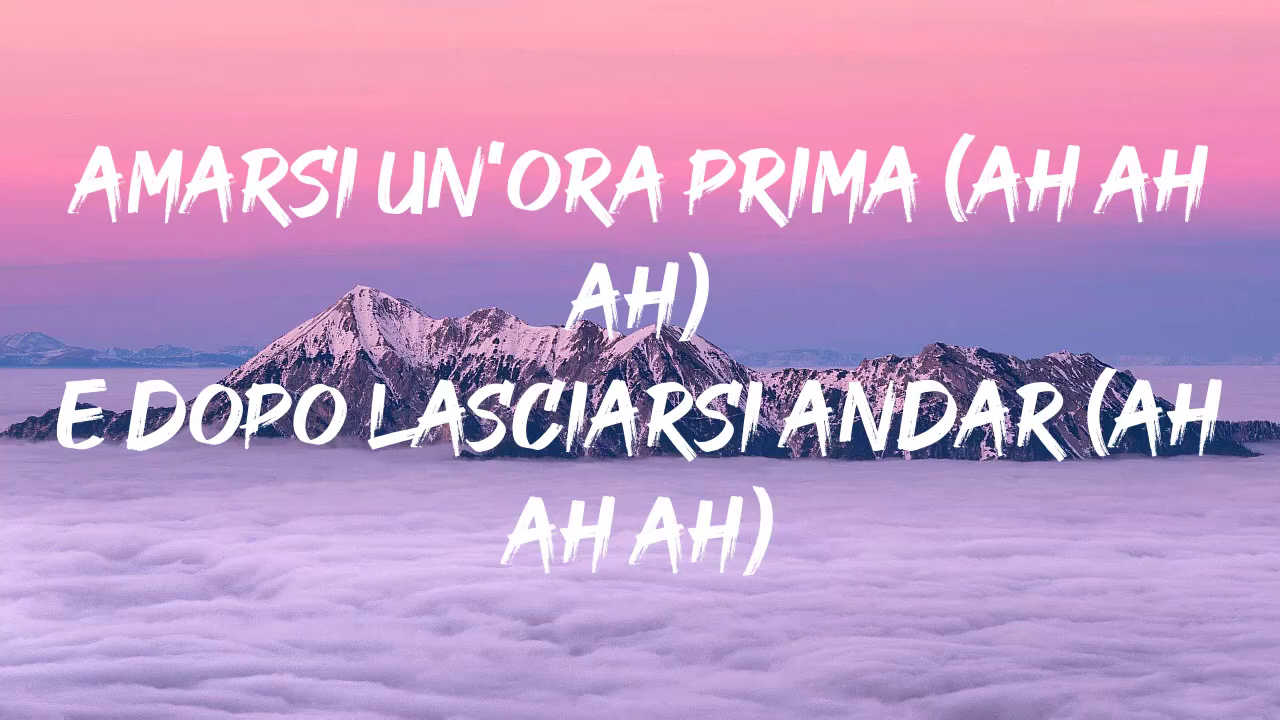 AMARSI UN'ORA PRIMA (AH AH
AH)
E DOPO LASCIARSI ANDAR (AH
AH AH)